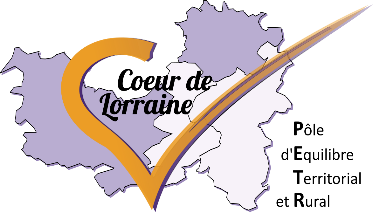 Coeur de
Lorraine
Pôle
d'Equilibre
Territorial
et Rural